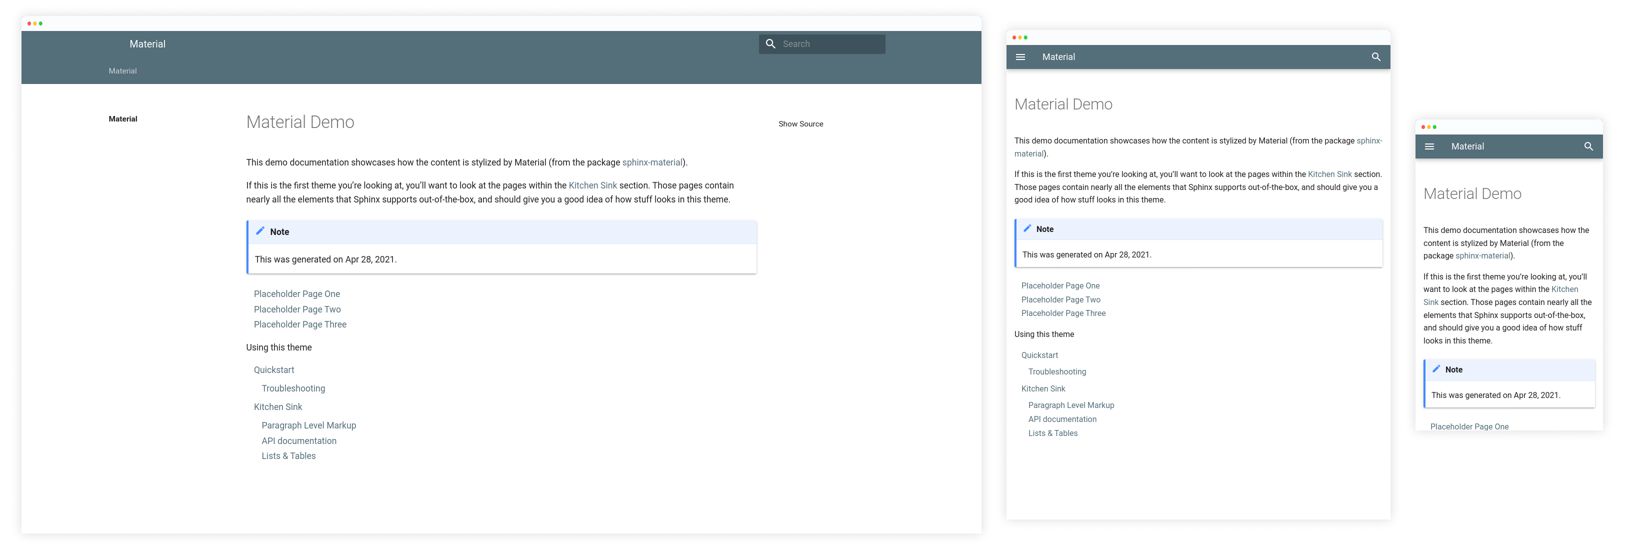 Material
Search
Material
Material
Material Demo
Show Source
This demo documentation showcases how the content is stylized by Material (from the package sphinx-material).
If this is the first theme you're looking at, you'll want to look at the pages within the Kitchen Sink section. Those pages contain
nearly all the elements that Sphinx supports out-of-the-box, and should give you a good idea of how stuff looks in this theme.
Note
This was generated on Apr 28, 2021.
Placeholder Page One
Placeholder Page Two
Placeholder Page Three
Using this theme
Quickstart
Troubleshooting
Kitchen Sink
Paragraph Level Markup
API documentation
Lists & Tables
Material
Material Demo
This demo documentation showcases how the content is stylized by Material (from the package sphinx-
material).
If this is the first theme you're looking at, you'll want to look at the pages within the Kitchen Sink section.
Those pages contain nearly all the elements that Sphinx supports out-of-the-box, and should give you a
good idea of how stuff looks in this theme.
Note
This was generated on Apr 28, 2021.
Placeholder Page One
Placeholder Page Two
Placeholder Page Three
Using this theme
Quickstart
Troubleshooting
Kitchen Sink
Paragraph Level Markup
API documentation
Lists & Tables
Material
Material Demo
This demo documentation showcases how the
content is stylized by Material (from the
package sphinx-material).
If this is the first theme you're looking at, you'll
want to look at the pages within the Kitchen
Sink section. Those pages contain nearly all the
elements that Sphinx supports out-of-the-box,
and should give you a good idea of how stuff
looks in this theme.
Note
This was generated on Apr 28, 2021.
Placeholder Page One